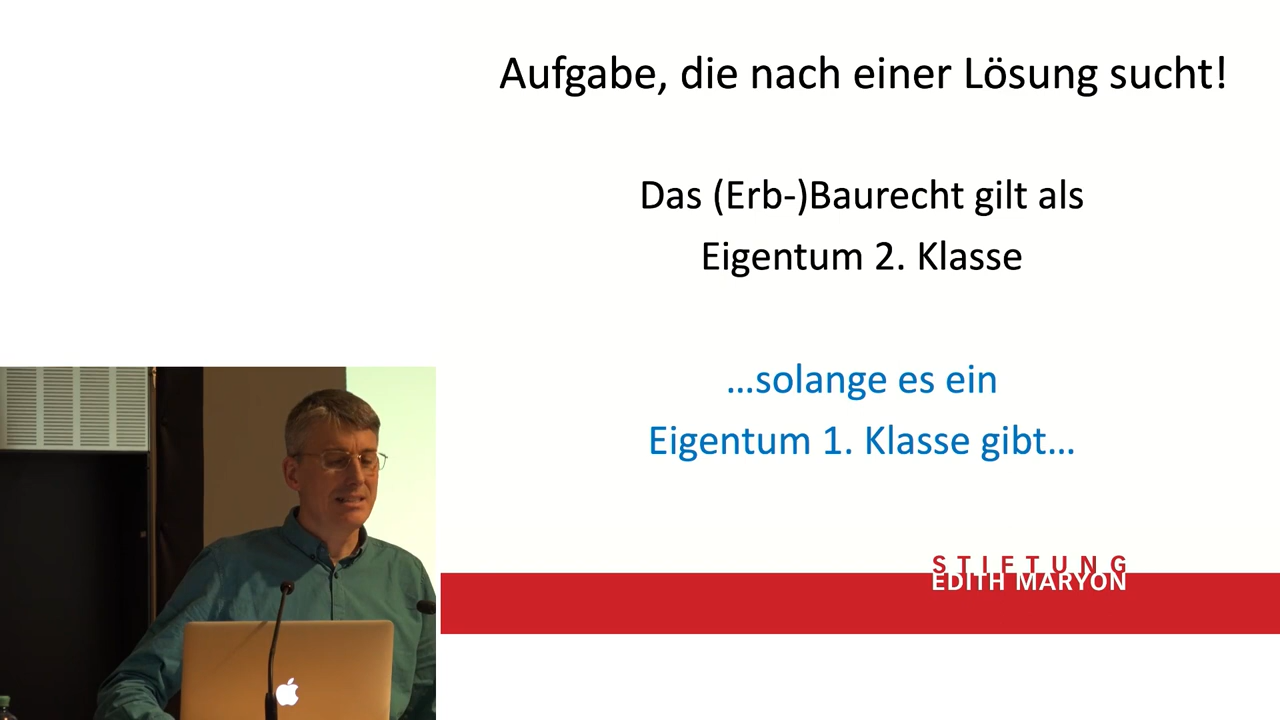 Aufgabe, die nach einer Lösung sucht!
Das (Erb-)Baurecht gilt als
Eigentum 2. Klasse
...solange es ein
Eigentum 1. Klasse gibt...
STIFTUNG
EDITH MARYON